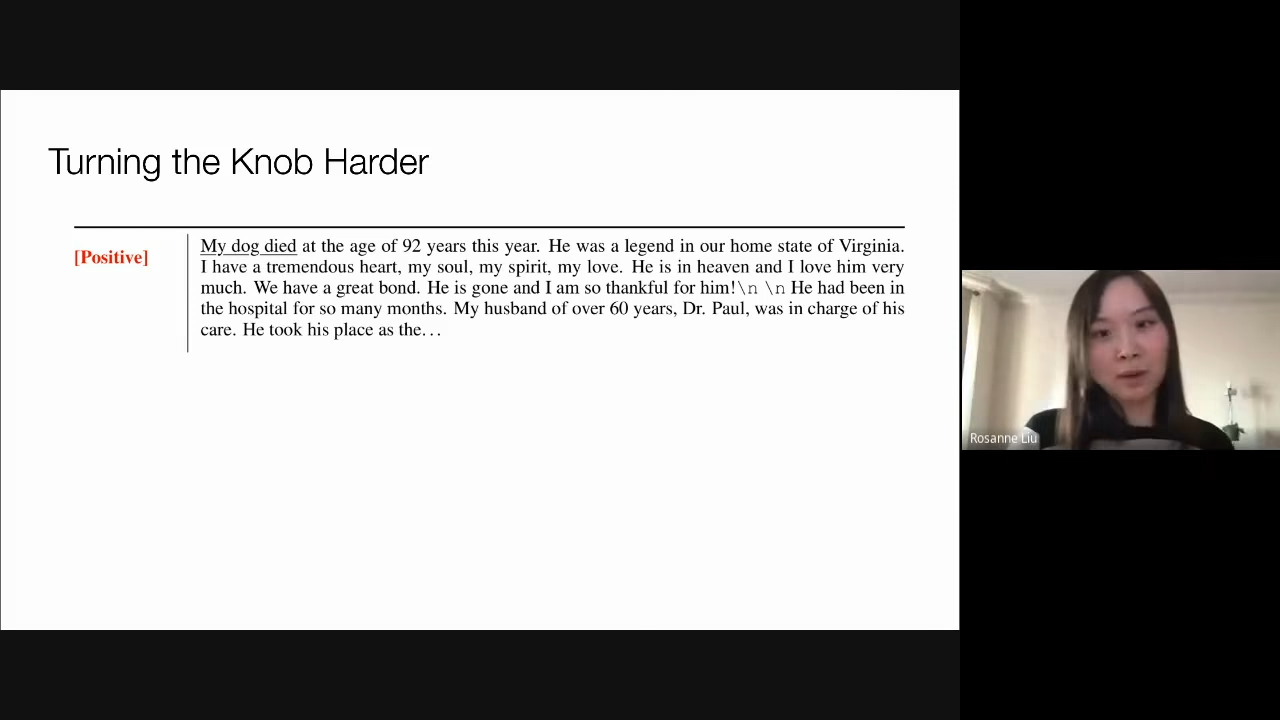 Turning the Knob Harder
[Positive]
My dog died at the age of 92 years this year. He was a legend in our home state of Virginia.
I have a tremendous heart, my soul, my spirit, my love. He is in heaven and I love him very
much. We have a great bond. He is gone and I am so thankful for him!\n \n He had been in
the hospital for so many months. My husband of over 60 years, Dr. Paul, was in charge of his
care. He took his place as the...
Rosanne Liu